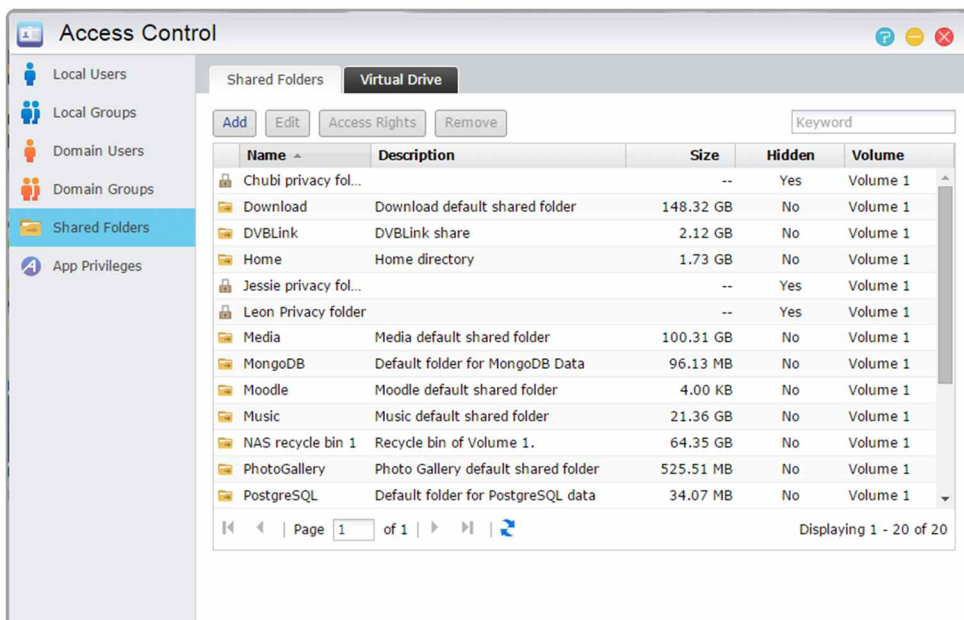 Access Control
Local Users
Local Groups
Domain Users
Domain Groups
Shared Folders
App Privileges
Shared Folders Virtual Drive
Add Edit Access Rights Remove Keyword
Name Description Size Hidden Volume
Chubi privacy fol... -- Yes Volume 1
Download Download default shared folder 148.32 GB No Volume 1
DVBLink DVBLink share 2.12 GB No Volume 1
Home Home directory 1.73 GB No Volume 1
Jessie privacy fol... -- Yes Volume 1
Leon Privacy folder -- Yes Volume 1
Media Media default shared folder 100.31 GB No Volume 1
MongoDB Default folder for MongoDB Data 96.13 MB No Volume 1
Moodle Moodle default shared folder 4.00 KB No Volume 1
Music Music default shared folder 21.36 GB No Volume 1
NAS recycle bin 1 Recycle bin of Volume 1. 64.35 GB No Volume 1
PhotoGallery Photo Gallery default shared folder 525.51 MB No Volume 1
PostgreSQL Default folder for PostgreSQL data 34.07 MB No Volume 1
Page 1 of 1 Displaying 1 - 20 of 20